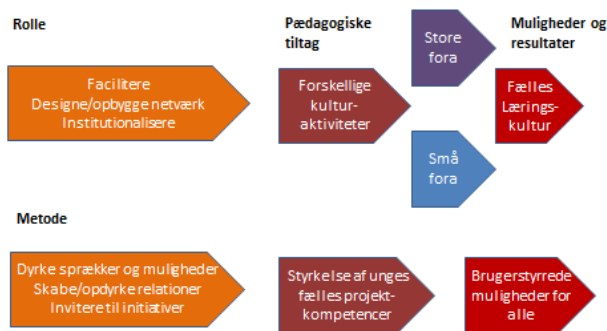 Rolle
Pædagogiske
tiltag
Store
fora
Muligheder og
resultater
Facilitere
Designe/opbygge netværk
Institutionalisere
Forskellige
kultur-
aktiviteter
Fælles
Lærings-
kultur
Små
fora
Metode
Dyrke sprækker og muligheder
Skabe/opdyrke relationer
Invitere til initiativer
Styrkelse af unges
fælles projekt-
kompetencer
Brugerstyrrede
muligheder for
alle